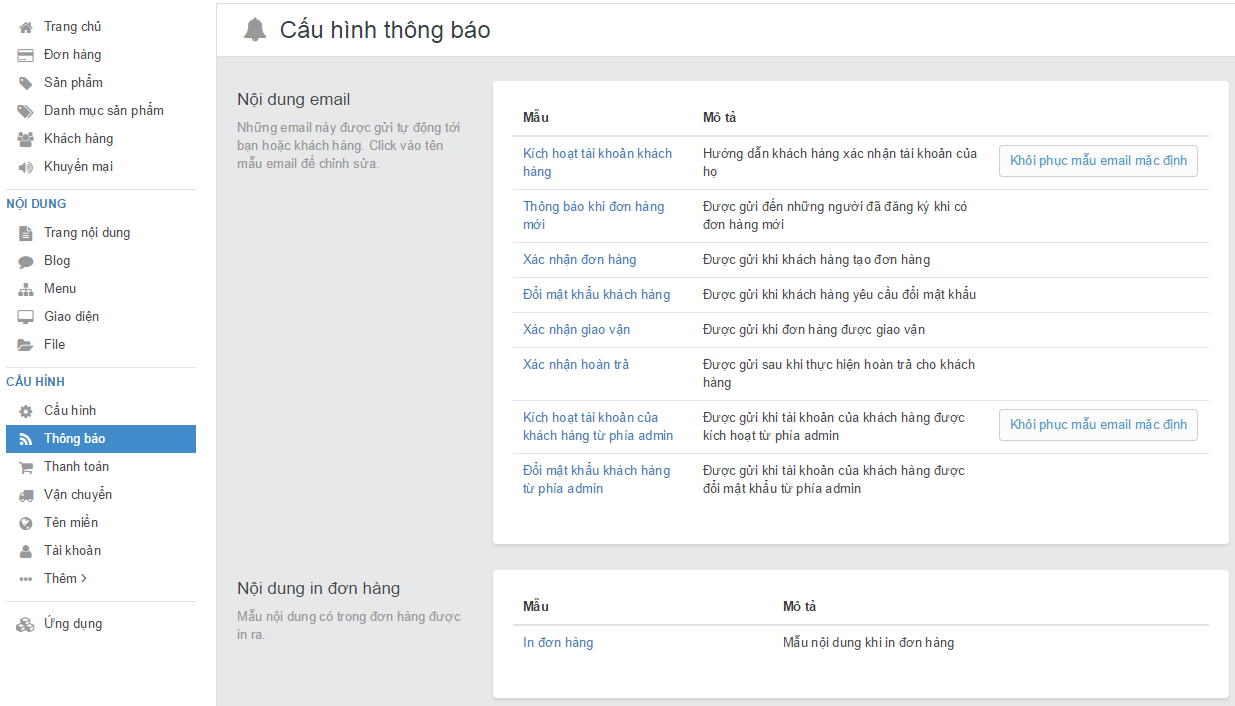 Trang chủ
Đơn hàng
Sản phẩm
Danh mục sản phẩm
Khách hàng
Khuyến mại
NỘI DUNG
Trang nội dung
Blog
Menu
Giao diện
File
CẤU HÌNH
Cấu hình
Thông báo
Thanh toán
Vận chuyển
Tên miền
Tài khoản
Thêm >
Ứng dụng
Cấu hình thông báo
Nội dung email
Những email này được gửi tự động tới
bạn hoặc khách hàng. Click vào tên
mẫu email để chỉnh sửa.
Mẫu Mô tả
Kích hoạt tài khoản khách
hàng
Hướng dẫn khách hàng xác nhận tài khoản của
họ
Khôi phục mẫu email mặc định
Thông báo khi đơn hàng
mới
Được gửi đến những người đã đăng ký khi có
đơn hàng mới
Xác nhận đơn hàng Được gửi khi khách hàng tạo đơn hàng
Đổi mật khẩu khách hàng Được gửi khi khách hàng yêu cầu đổi mật khẩu
Xác nhận giao vận Được gửi khi đơn hàng được giao vận
Xác nhận hoàn trả
Được gửi sau khi thực hiện hoàn trả cho khách
hàng
Kích hoạt tài khoản của
khách hàng từ phía admin
Được gửi khi tài khoản của khách hàng được
kích hoạt từ phía admin
Khôi phục mẫu email mặc định
Đổi mật khẩu khách hàng
từ phía admin
Được gửi khi tài khoản của khách hàng được
đổi mật khẩu từ phía admin
Nội dung in đơn hàng
Mẫu nội dung có trong đơn hàng được
in ra.
Mẫu Mô tả
In đơn hàng Mẫu nội dung khi in đơn hàng